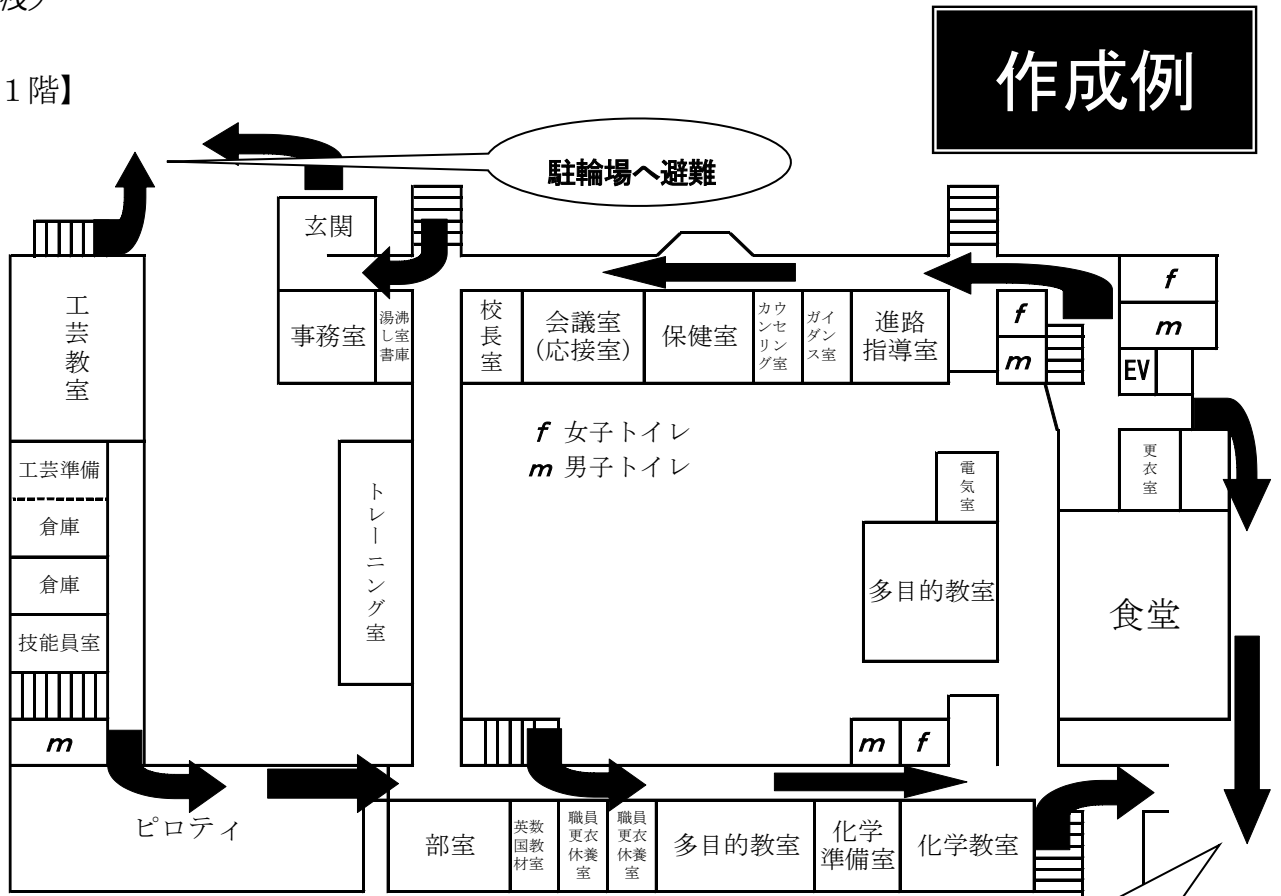 校）
作成例
1階】
駐輪場へ避難
玄関
工芸教室
事務室
湯沸
し室
書庫
校長室
会議室
(応接室)
保健室
カウ
ンセ
リン
グ室
ガイ
ダン
ス室
進路
指導室
f
m
f
m
EV
f 女子トイレ
m 男子トイレ
工芸準備
倉庫
倉庫
技能員室
m
トレーニング室
電気室
更衣室
多目的教室
食堂
m
f
ピロティ
部室
英数
国教
材室
職員
更衣
休養
室
職員
更衣
休養
室
多目的教室
化学
準備室
化学教室